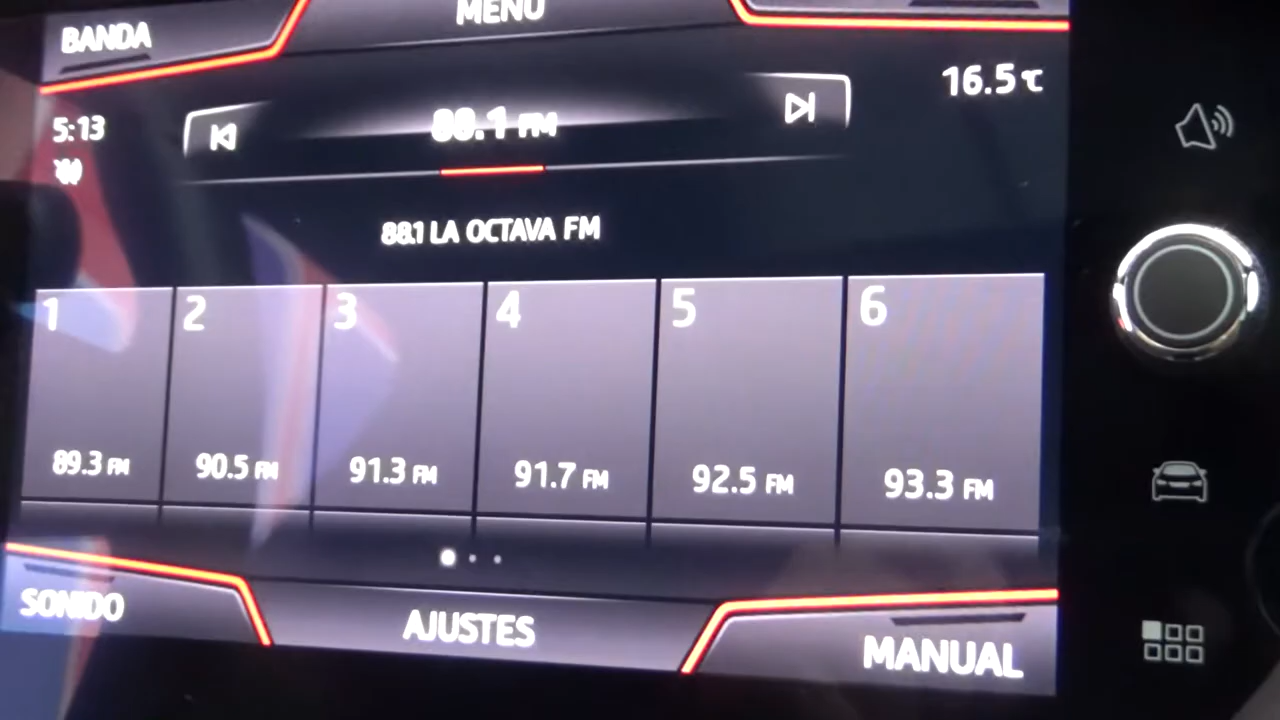 BANDA
MENU
16.5℃
5:13
88.1 FM
88.1 LA OCTAVA FM
1
2
3
4
5
6
89.3 FM
90.5 FM
91.3 FM
91.7 FM
92.5 FM
93.3 FM
SONIDO
AJUSTES
MANUAL